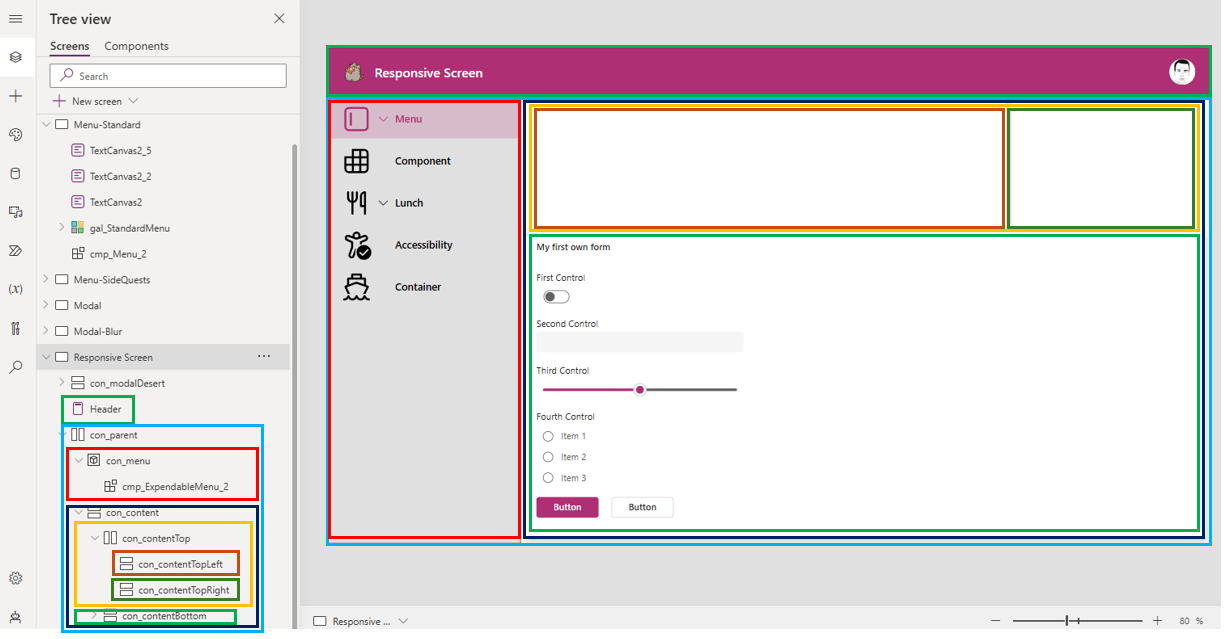 Tree view
Screens Components
Search
New screen
Menu-Standard
TextCanvas2_5
TextCanvas2_2
TextCanvas2
gal_StandardMenu
cmp_Menu_2
Menu-SideQuests
Modal
Modal-Blur
Responsive Screen
con_modalDesert
Header
con_parent
con_menu
cmp_ExpendableMenu_2
con_content
con_contentTop
con_contentTopLeft
con_contentTopRight
con_contentBottom
(x)
Responsive Screen
Menu
Component
Lunch
Accessibility
Container
My first own form
First Control
Second Control
Third Control
Fourth Control
Item 1
Item 2
Item 3
Button Button
Responsive ...
80 %